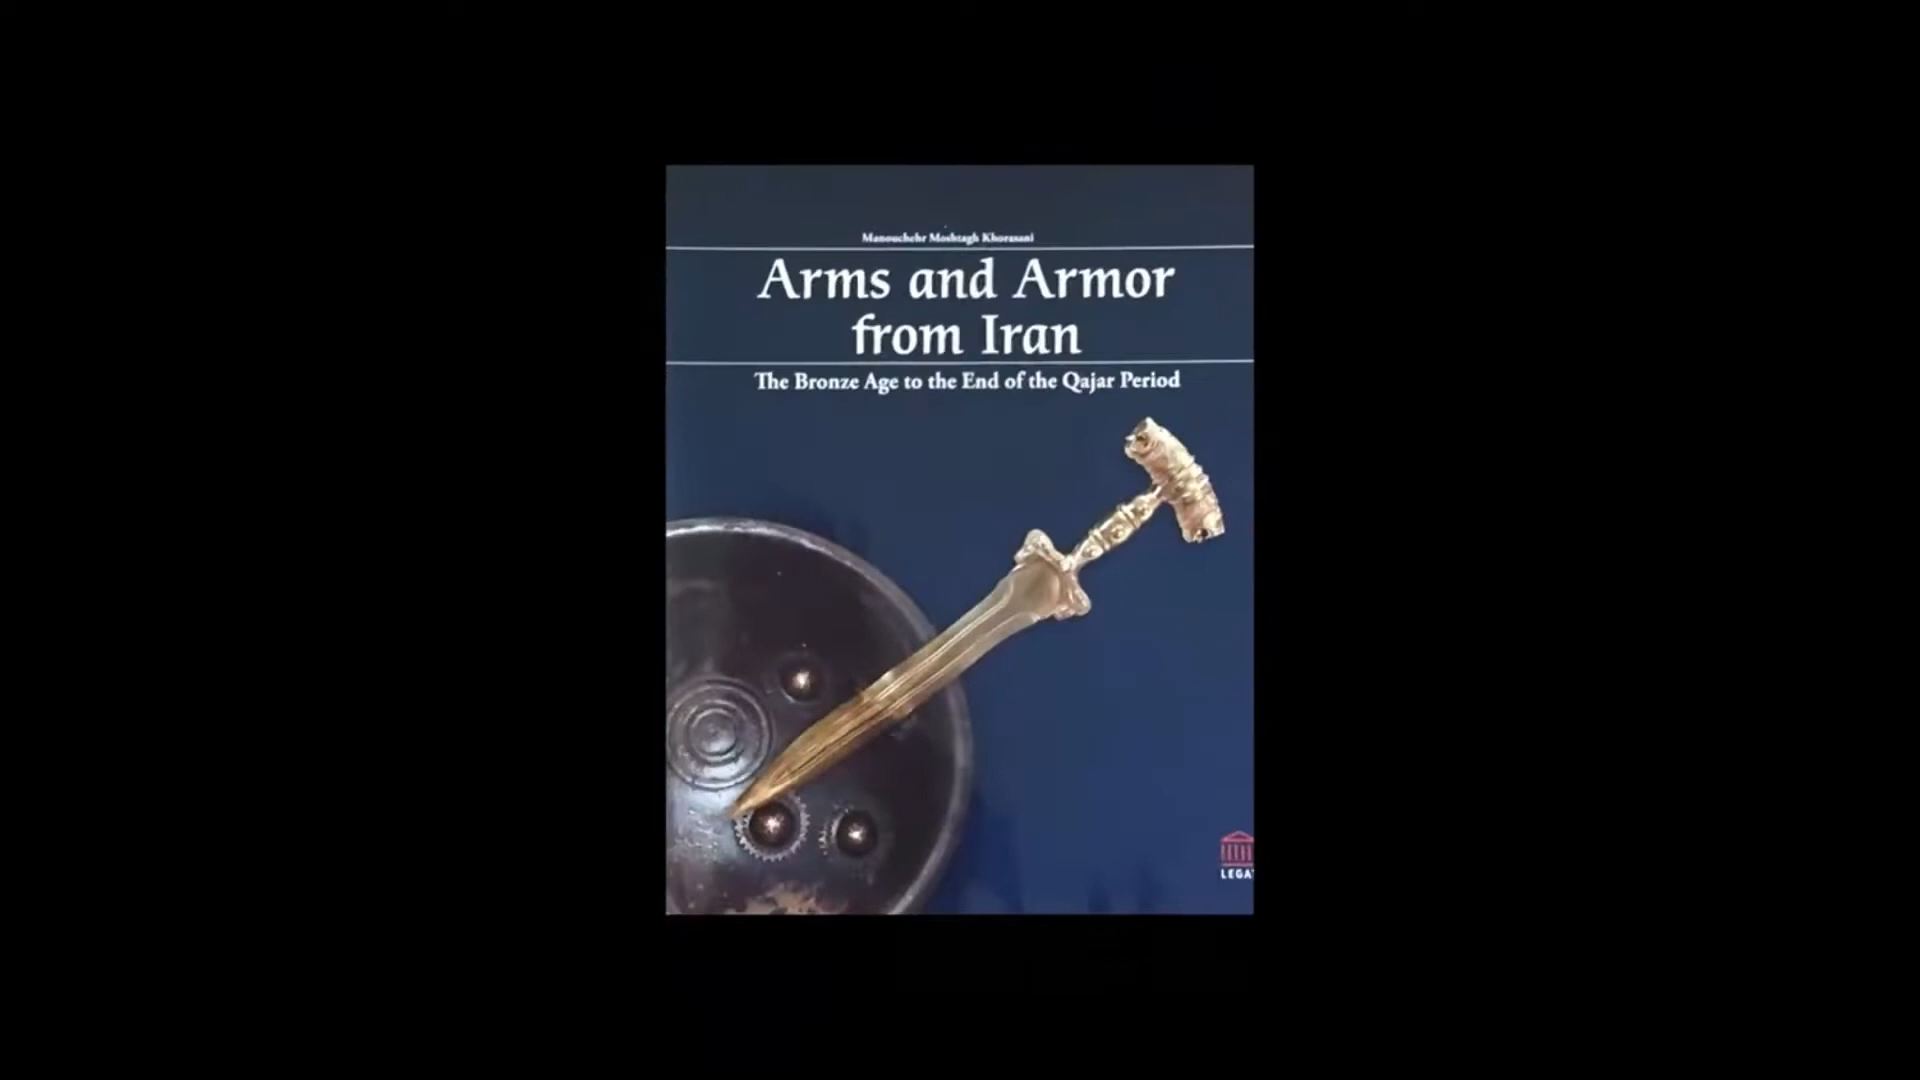 Manouchehr Moshtagh Khorasani
Arms and Armor
from Iran
The Bronze Age to the End of the Qajar Period
LEGAT